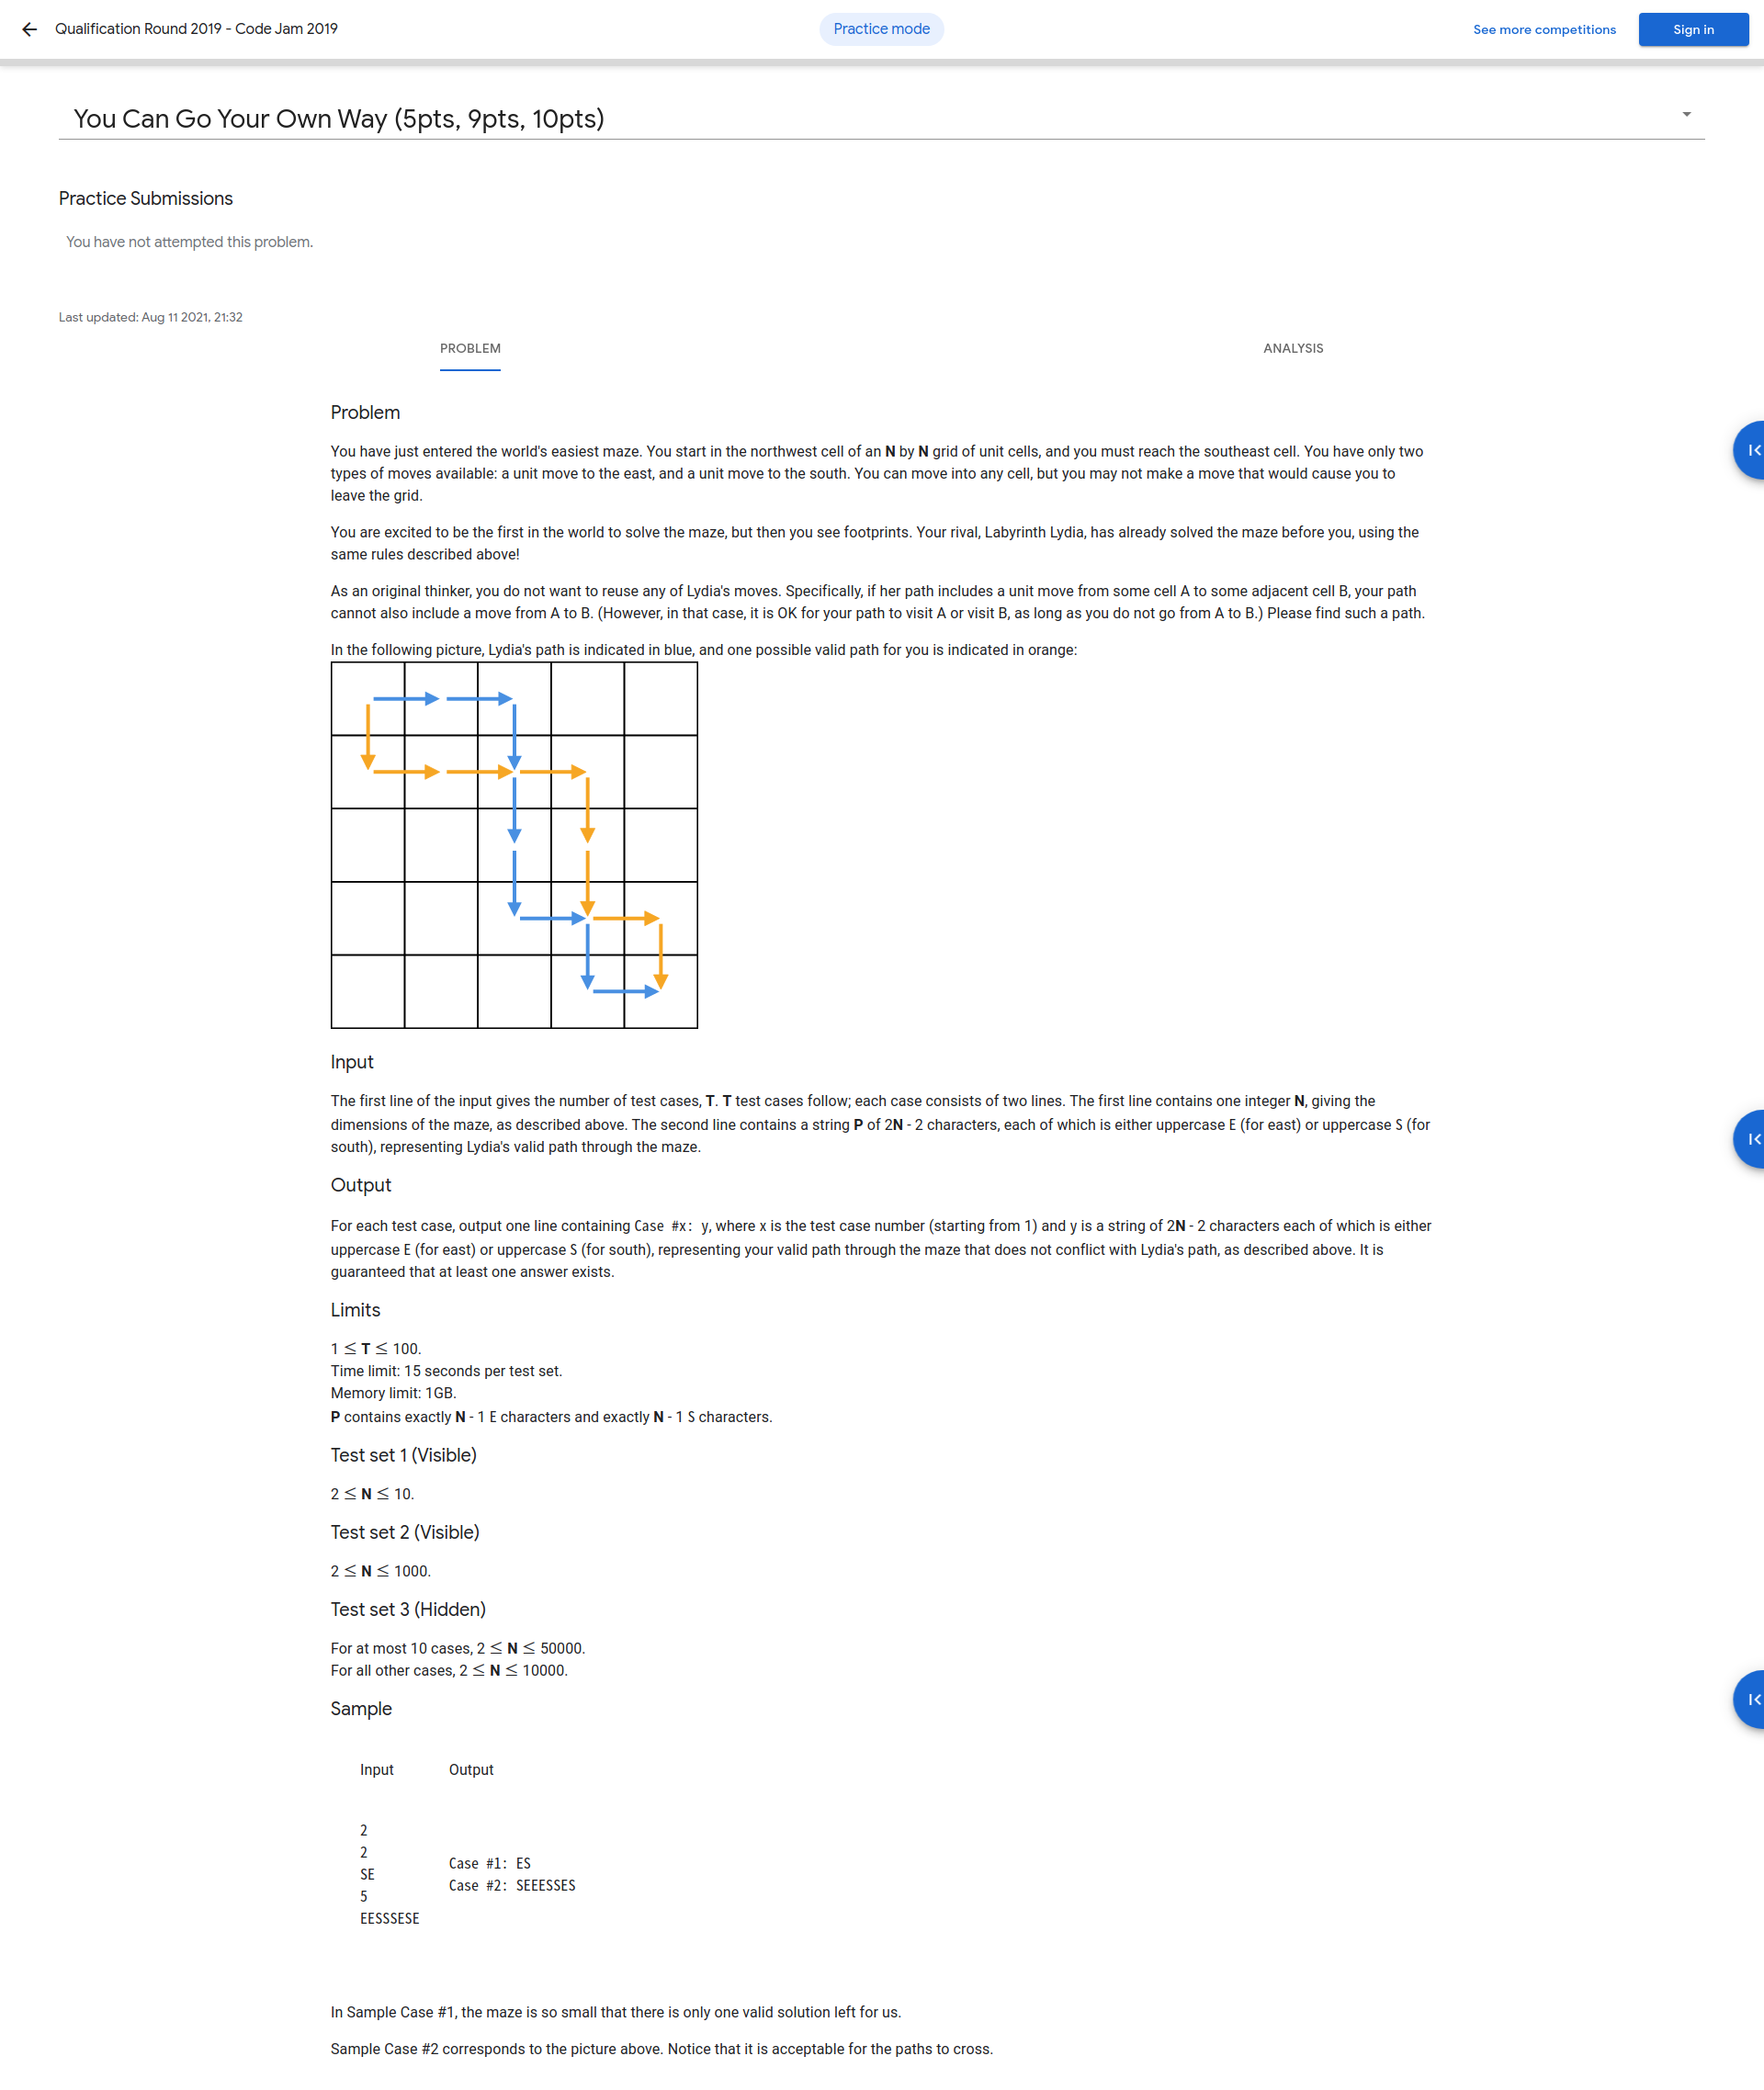 Qualification Round 2019 - Code Jam 2019
Practice mode
See more competitions
Sign in
You Can Go Your Own Way (5pts, 9pts, 10pts)
Practice Submissions
You have not attempted this problem.
Last updated: Aug 11 2021, 21:32
PROBLEM
ANALYSIS
Problem
You have just entered the world's easiest maze. You start in the northwest cell of an N by N grid of unit cells, and you must reach the southeast cell. You have only two
types of moves available: a unit move to the east, and a unit move to the south. You can move into any cell, but you may not make a move that would cause you to
leave the grid.
You are excited to be the first in the world to solve the maze, but then you see footprints. Your rival, Labyrinth Lydia, has already solved the maze before you, using the
same rules described above!
As an original thinker, you do not want to reuse any of Lydia's moves. Specifically, if her path includes a unit move from some cell A to some adjacent cell B, your path
cannot also include a move from A to B. (However, in that case, it is OK for your path to visit A or visit B, as long as you do not go from A to B.) Please find such a path.
In the following picture, Lydia's path is indicated in blue, and one possible valid path for you is indicated in orange:
Input
The first line of the input gives the number of test cases, T. T test cases follow; each case consists of two lines. The first line contains one integer N, giving the
dimensions of the maze, as described above. The second line contains a string P of 2N - 2 characters, each of which is either uppercase E (for east) or uppercase S (for
south), representing Lydia's valid path through the maze.
Output
For each test case, output one line containing Case #x: y, where x is the test case number (starting from 1) and y is a string of 2N - 2 characters each of which is either
uppercase E (for east) or uppercase S (for south), representing your valid path through the maze that does not conflict with Lydia's path, as described above. It is
guaranteed that at least one answer exists.
Limits
1 ≤ T ≤ 100.
Time limit: 15 seconds per test set.
Memory limit: 1GB.
P contains exactly N - 1 E characters and exactly N - 1 S characters.
Test set 1 (Visible)
2 ≤ N ≤ 10.
Test set 2 (Visible)
2 ≤ N ≤ 1000.
Test set 3 (Hidden)
For at most 10 cases, 2 ≤ N ≤ 50000.
For all other cases, 2 ≤ N ≤ 10000.
Sample
Input
Output
2
2
SE
5
EESSSESE
Case #1: ES
Case #2: SEEESSES
In Sample Case #1, the maze is so small that there is only one valid solution left for us.
Sample Case #2 corresponds to the picture above. Notice that it is acceptable for the paths to cross.